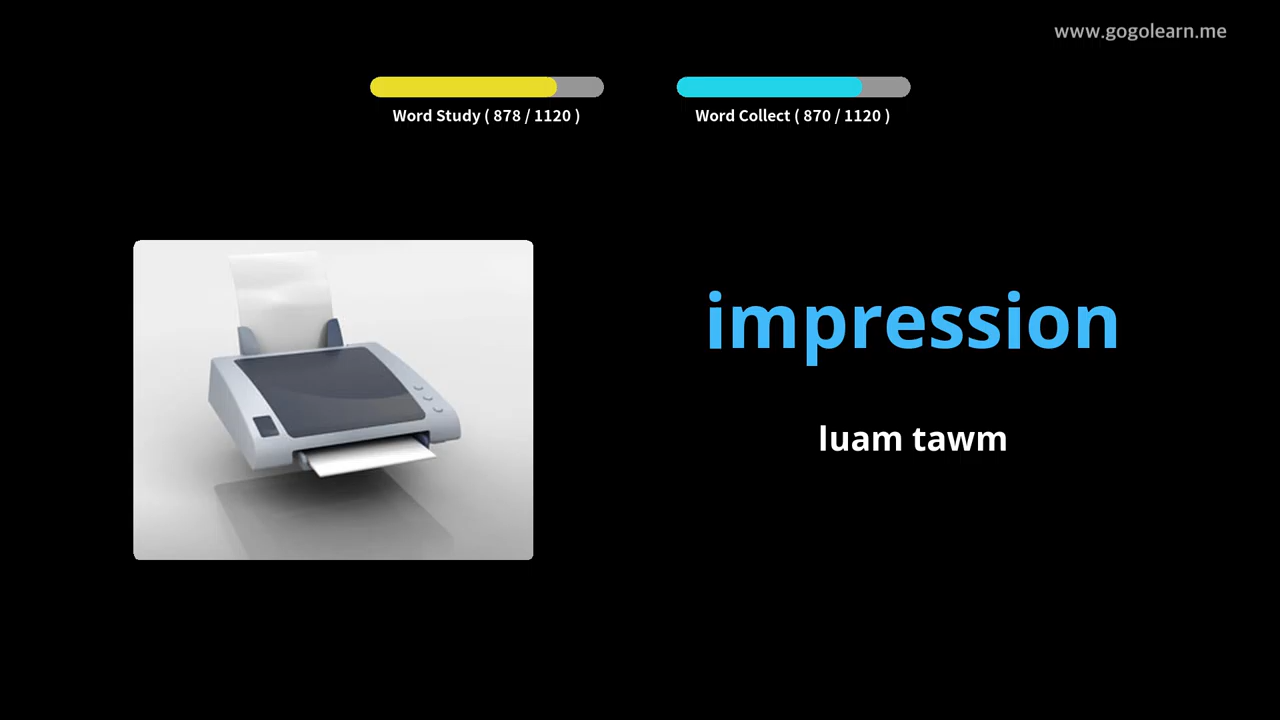 www.gogolearn.me
Word Study ( 878 / 1120 )
Word Collect ( 870 / 1120 )
impression
luam tawm